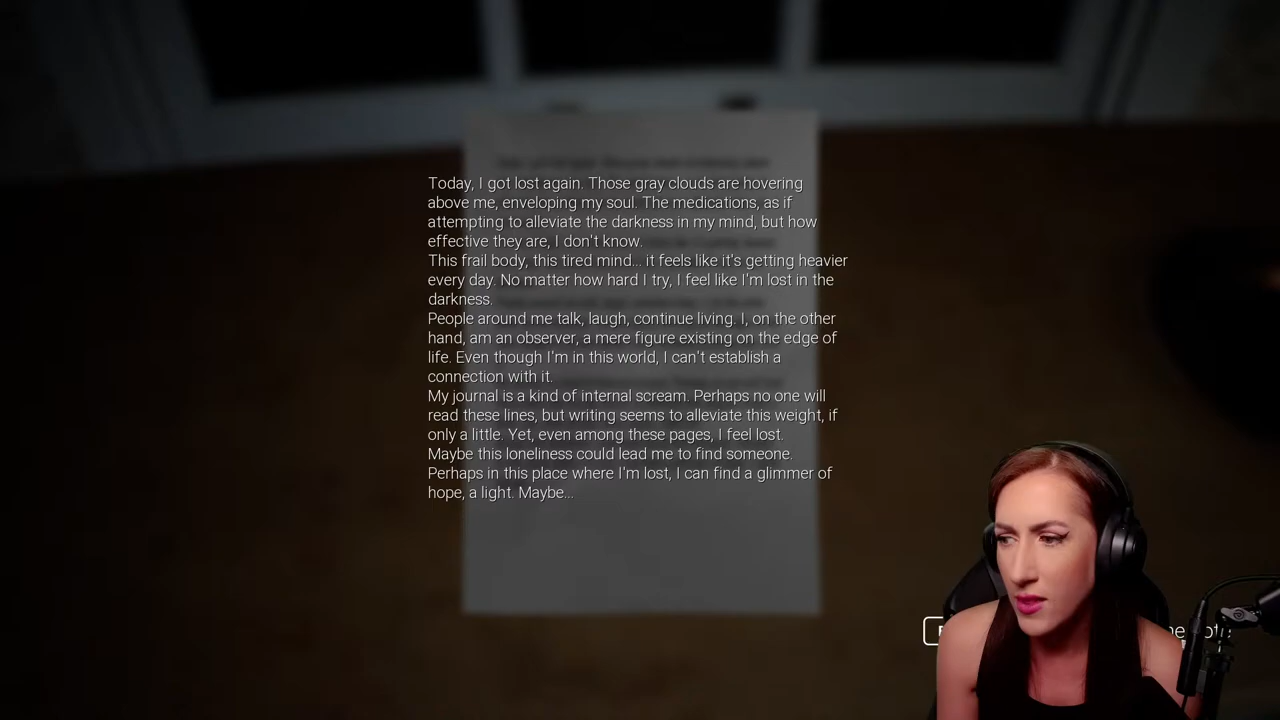 Today, I got lost again. Those gray clouds are hovering
above me, enveloping my soul. The medications, as if
attempting to alleviate the darkness in my mind, but how
effective they are, I don't know.
This frail body, this tired mind... it feels like it's getting heavier
every day. No matter how hard I try, I feel like I'm lost in the
darkness.
People around me talk, laugh, continue living. I, on the other
hand, am an observer, a mere figure existing on the edge of
life. Even though I'm in this world, I can't establish a
connection with it.
My journal is a kind of internal scream. Perhaps no one will
read these lines, but writing seems to alleviate this weight, if
only a little. Yet, even among these pages, I feel lost.
Maybe this loneliness could lead me to find someone.
Perhaps in this place where I'm lost, I can find a glimmer of
hope, a light. Maybe...